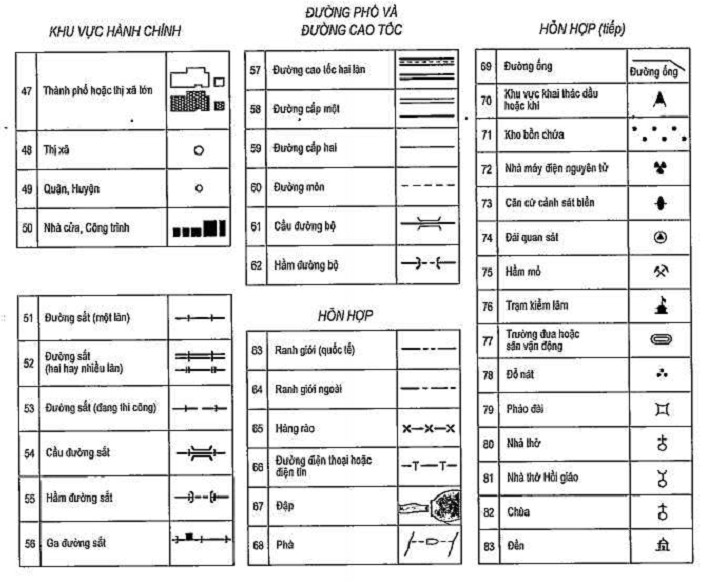 KHU VỰC HÀNH CHÍNH
47 Thành phố hoặc thị xã lớn
48 Thị xã
49 Quận, Huyện
50 Nhà cửa, Công trình
51 Đường sắt (một làn)
52 Đường sắt
(hai hay nhiều làn)
53 Đường sắt (đang thi công)
54 Cầu đường sắt
55 Hầm đường sắt
56 Ga đường sắt
ĐƯỜNG PHỐ VÀ
ĐƯỜNG CAO TỐC
57 Đường cao tốc hai làn
58 Đường cấp một
59 Đường cấp hai
60 Đường mòn
61 Cầu đường bộ
62 Hầm đường bộ
HỖN HỢP
63 Ranh giới (quốc tế)
64 Ranh giới ngoài
65 Hàng rào
66 Đường điện thoại hoặc
điện tín
T T
67 Đập
68 Phà
HỖN HỢP (tiếp)
69 Đường ống
Đường ống
70 Khu vực khai thác dầu
hoặc khí
71 Kho bồn chứa
72 Nhà máy điện nguyên tử
73 Căn cứ cảnh sát biển
74 Đài quan sát
75 Hầm mỏ
76 Trạm kiểm lâm
77 Trường đua hoặc
sân vận động
78 Đổ nát
79 Pháo đài
80 Nhà thờ
81 Nhà thờ Hồi giáo
82 Chùa
83 Đền